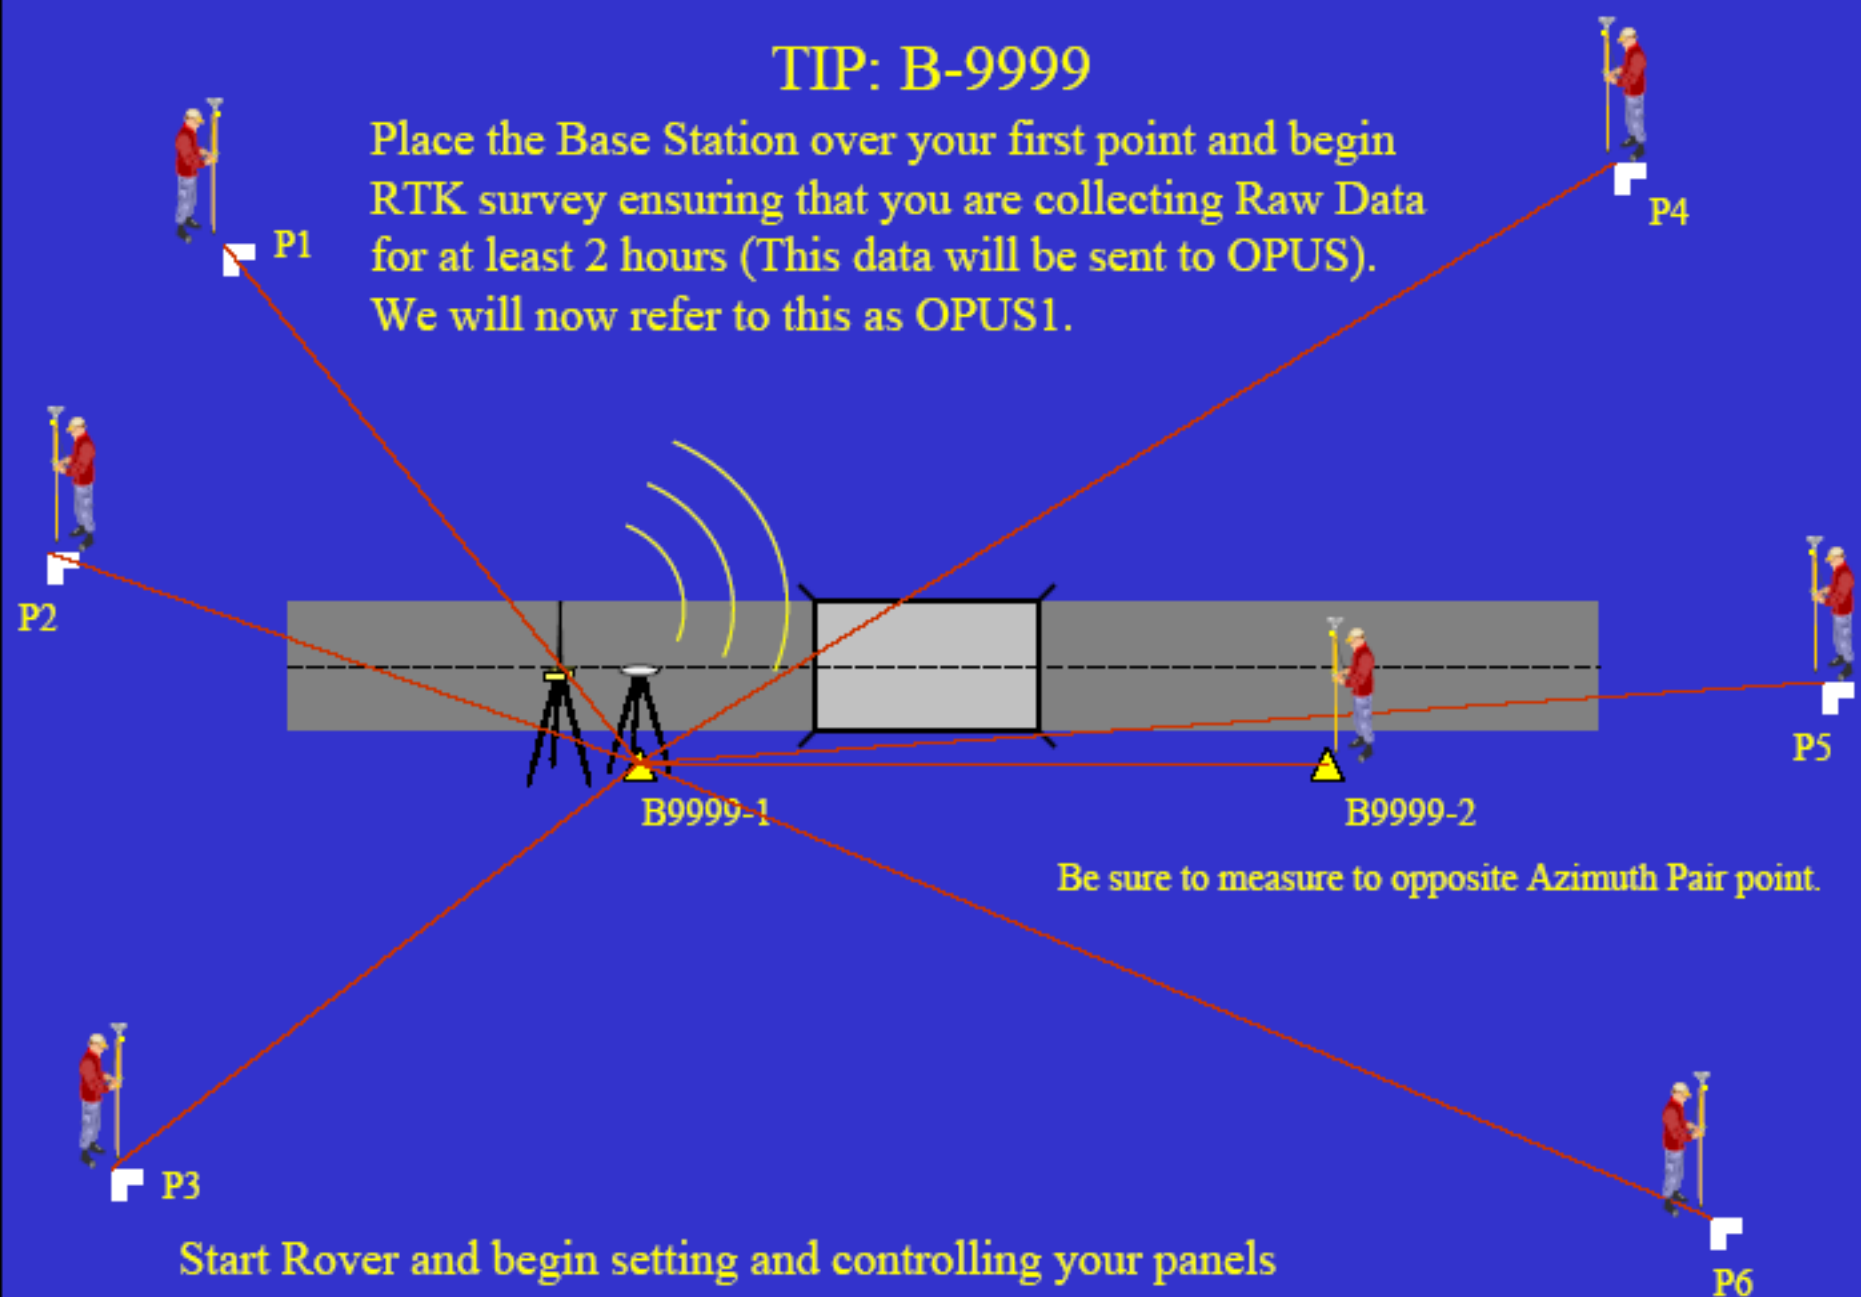 TIP: B-9999
Place the Base Station over your first point and begin
RTK survey ensuring that you are collecting Raw Data
for at least 2 hours (This data will be sent to OPUS).
We will now refer to this as OPUS1.
P1
P4
P2
P5
B9999-1
B9999-2
Be sure to measure to opposite Azimuth Pair point.
P3
Start Rover and begin setting and controlling your panels
P6